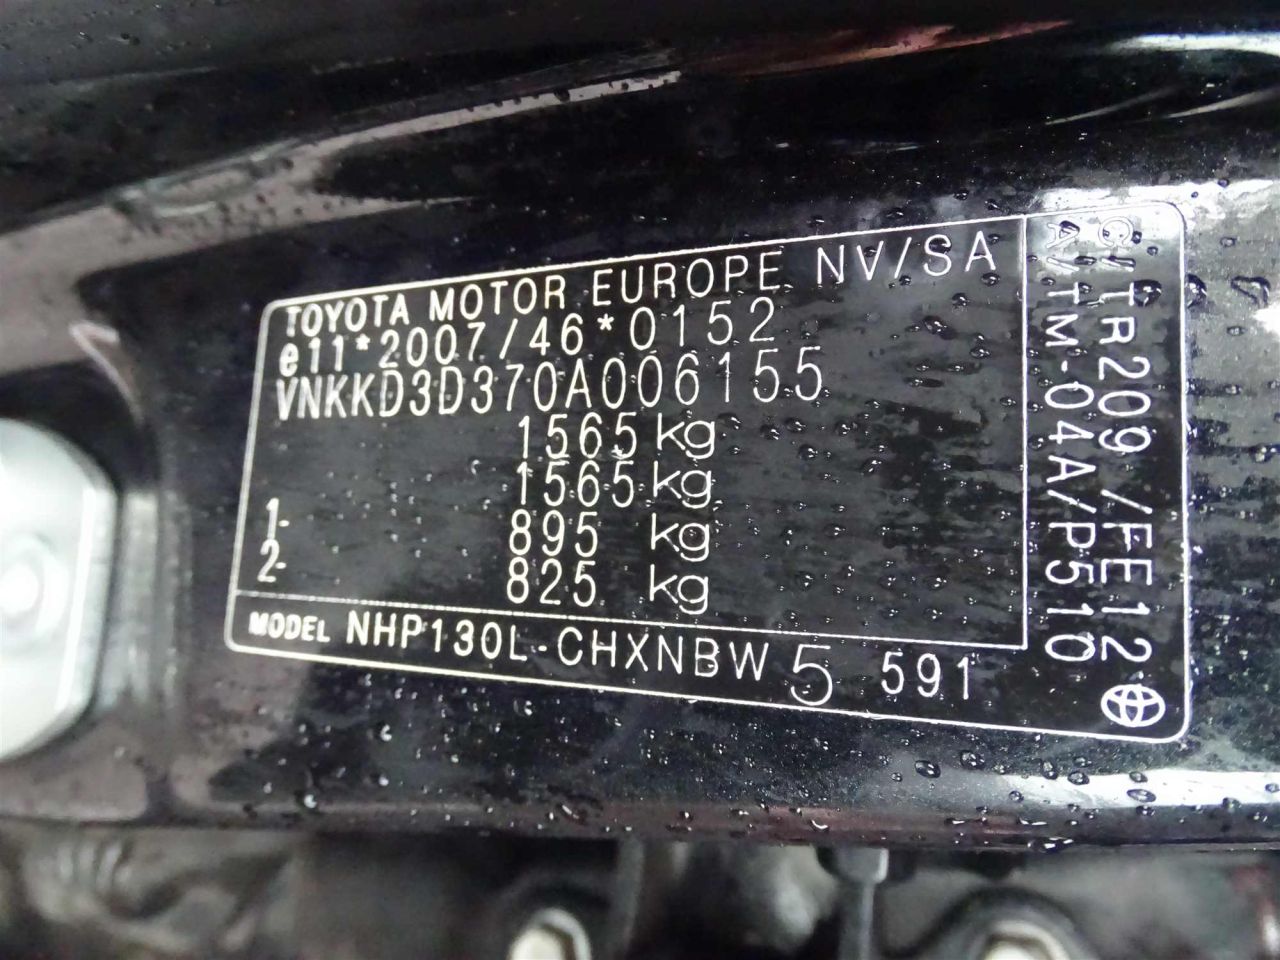 TOYOTA MOTOR EUROPE NV/SA
e11*2007/46*0152
VNKKD3D370A006155
1565 kg
1565 kg
1- 895 kg
2- 825 kg
MODEL NHP130L-CHXNBW 5 591
C/TR209/FE12
A/TM-04A/P510